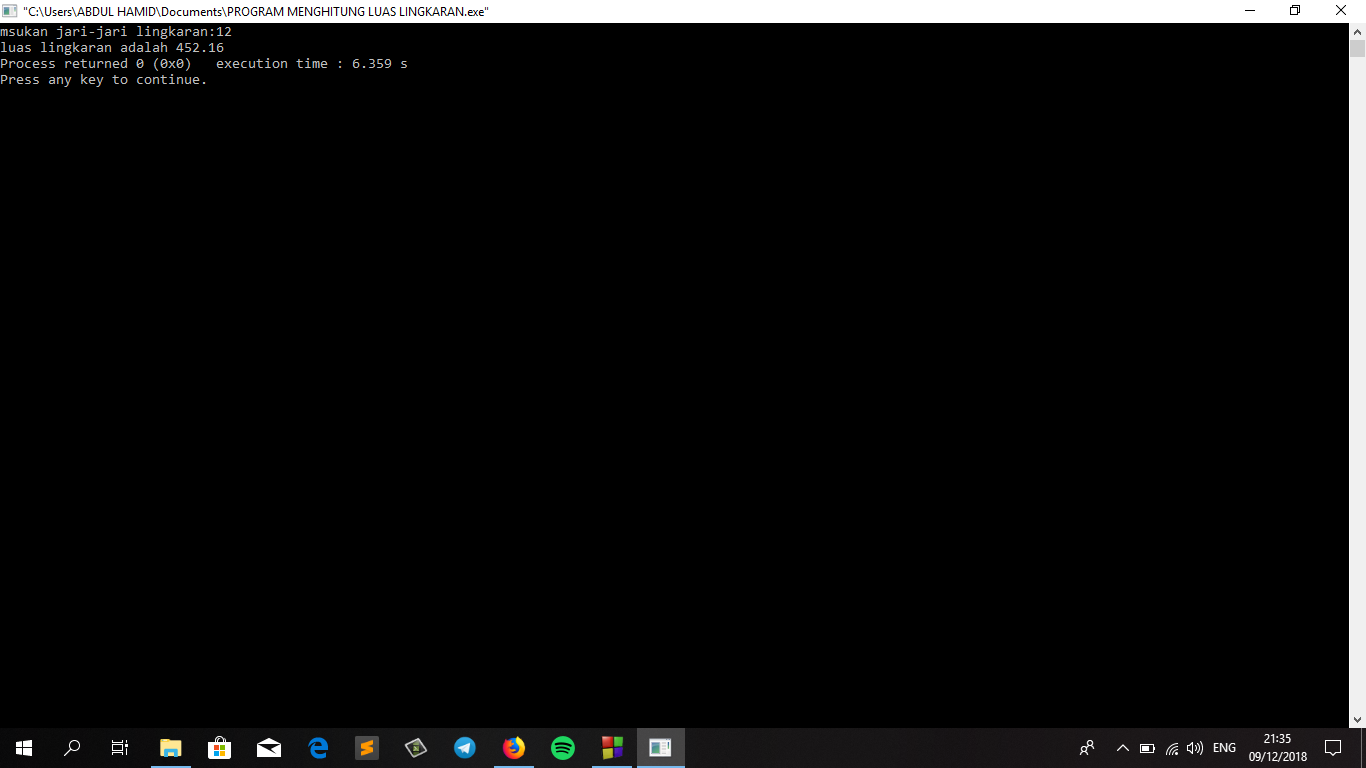 "C:\Users\ABDUL HAMID\Documents\PROGRAM MENGHITUNG LUAS LINGKARAN.exe"
msukan jari-jari lingkaran:12
luas lingkaran adalah 452.16
Process returned 0 (0x0)   execution time : 6.359 s
Press any key to continue.
ENG
21:35
09/12/2018